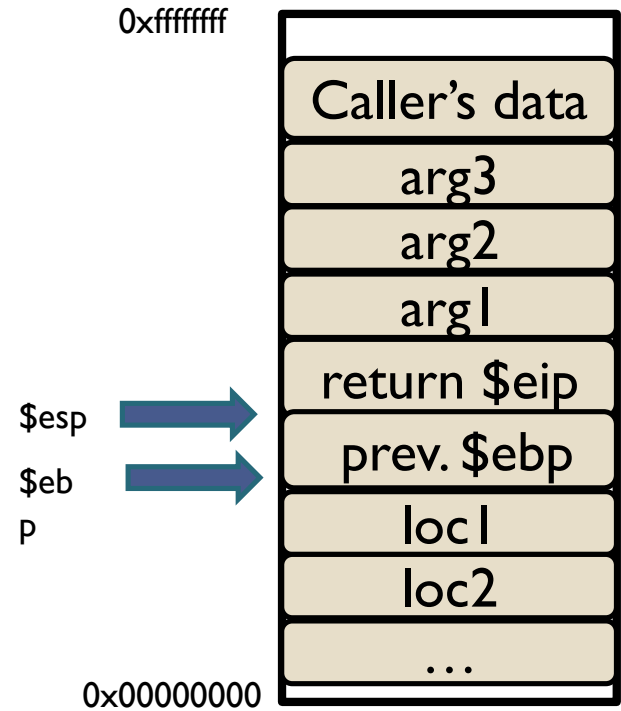 0xffffffff
Caller's data
arg3
arg2
arg1
return $eip
$esp
prev. $ebp
$eb
p
loc1
loc2
...
0x00000000